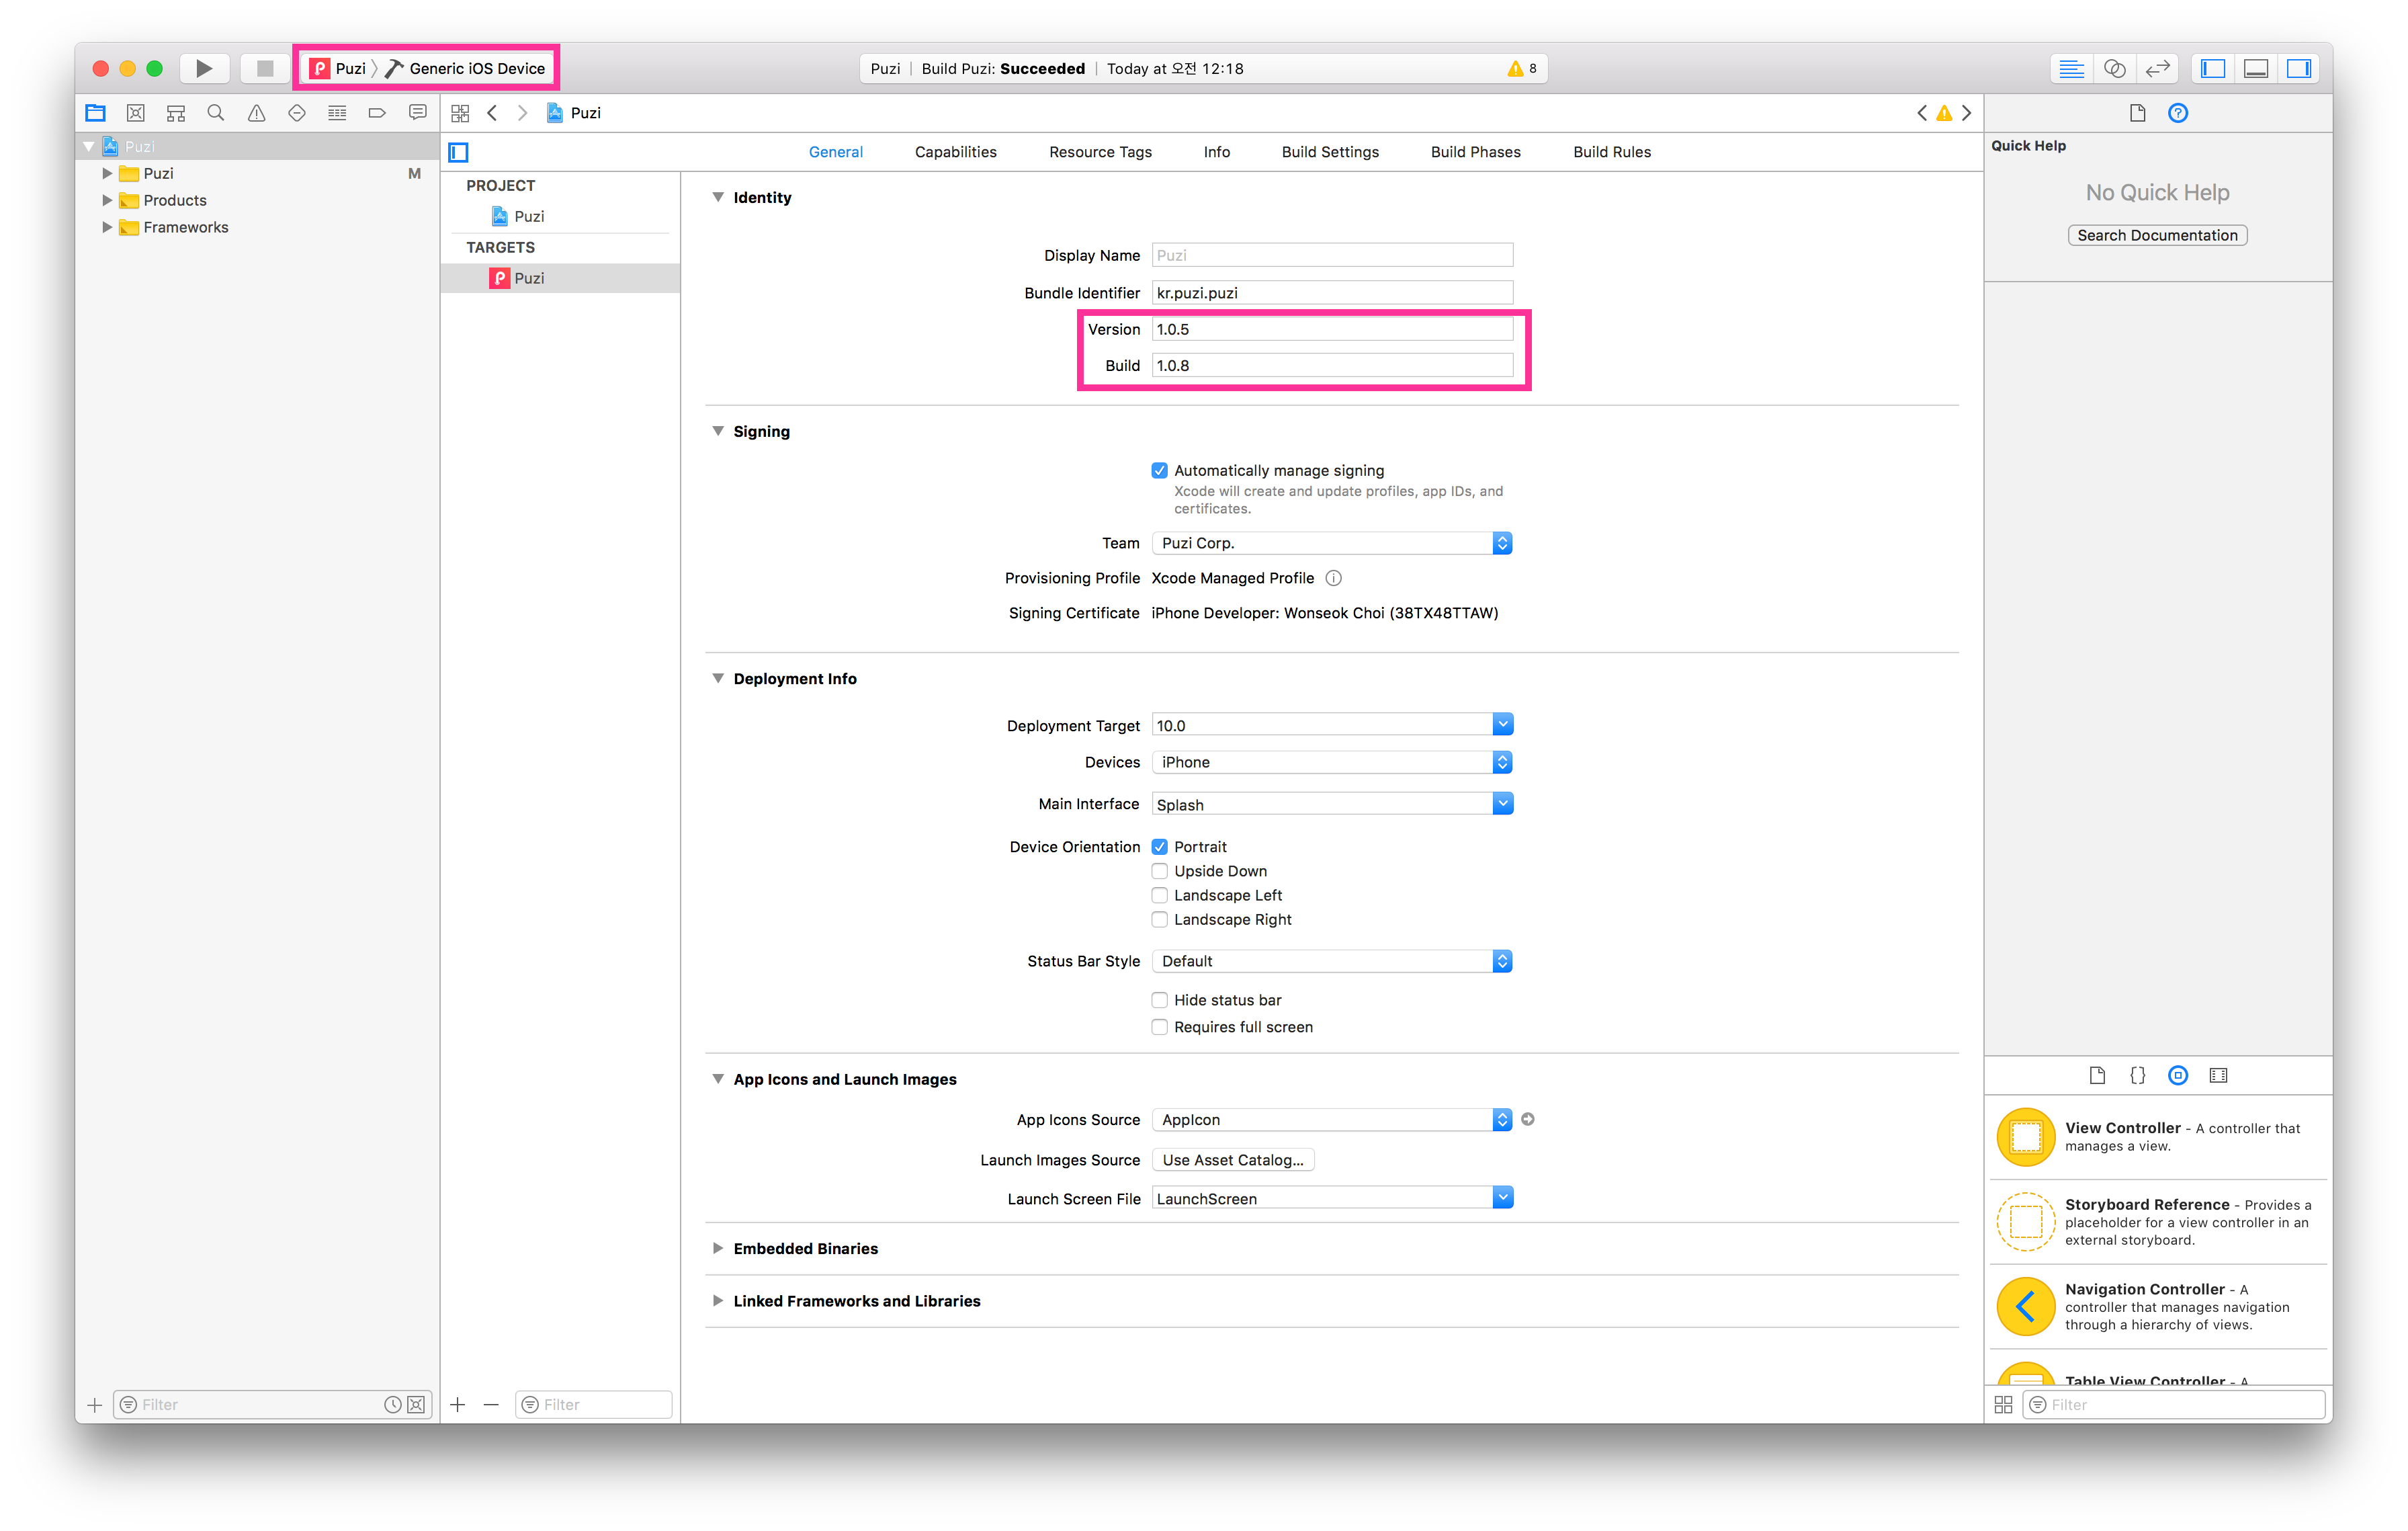 Puzi 〉 Generic iOS Device
Puzi | Build Puzi: Succeeded | Today at 오전 12:18
8
Puzi
Puzi
Puzi M
Products
Frameworks
General Capabilities Resource Tags Info Build Settings Build Phases Build Rules
PROJECT
Puzi
TARGETS
Puzi
Identity
Display Name Puzi
Bundle Identifier kr.puzi.puzi
Version 1.0.5
Build 1.0.8
Signing
Automatically manage signing
Xcode will create and update profiles, app IDs, and
certificates.
Team Puzi Corp.
Provisioning Profile Xcode Managed Profile
Signing Certificate iPhone Developer: Wonseok Choi (38TX48TTAW)
Deployment Info
Deployment Target 10.0
Devices iPhone
Main Interface Splash
Device Orientation Portrait
Upside Down
Landscape Left
Landscape Right
Status Bar Style Default
Hide status bar
Requires full screen
App Icons and Launch Images
App Icons Source AppIcon
Launch Images Source Use Asset Catalog...
Launch Screen File LaunchScreen
Embedded Binaries
Linked Frameworks and Libraries
Quick Help
No Quick Help
Search Documentation
View Controller - A controller that
manages a view.
Storyboard Reference - Provides a
placeholder for a view controller in an
external storyboard.
Navigation Controller - A
controller that manages navigation
through a hierarchy of views.
Table View Controller - A
Filter
Filter
Filter